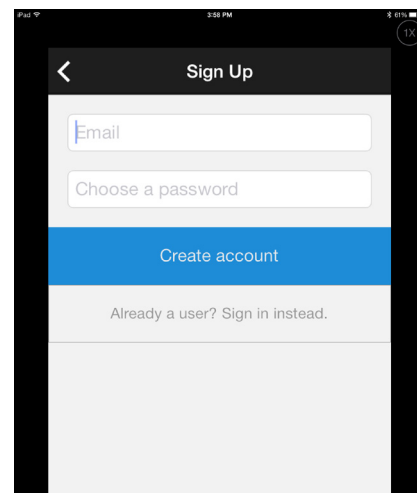 iPad 3:58 PM 61%
1X
Sign Up
Email
Choose a password
Create account
Already a user? Sign in instead.